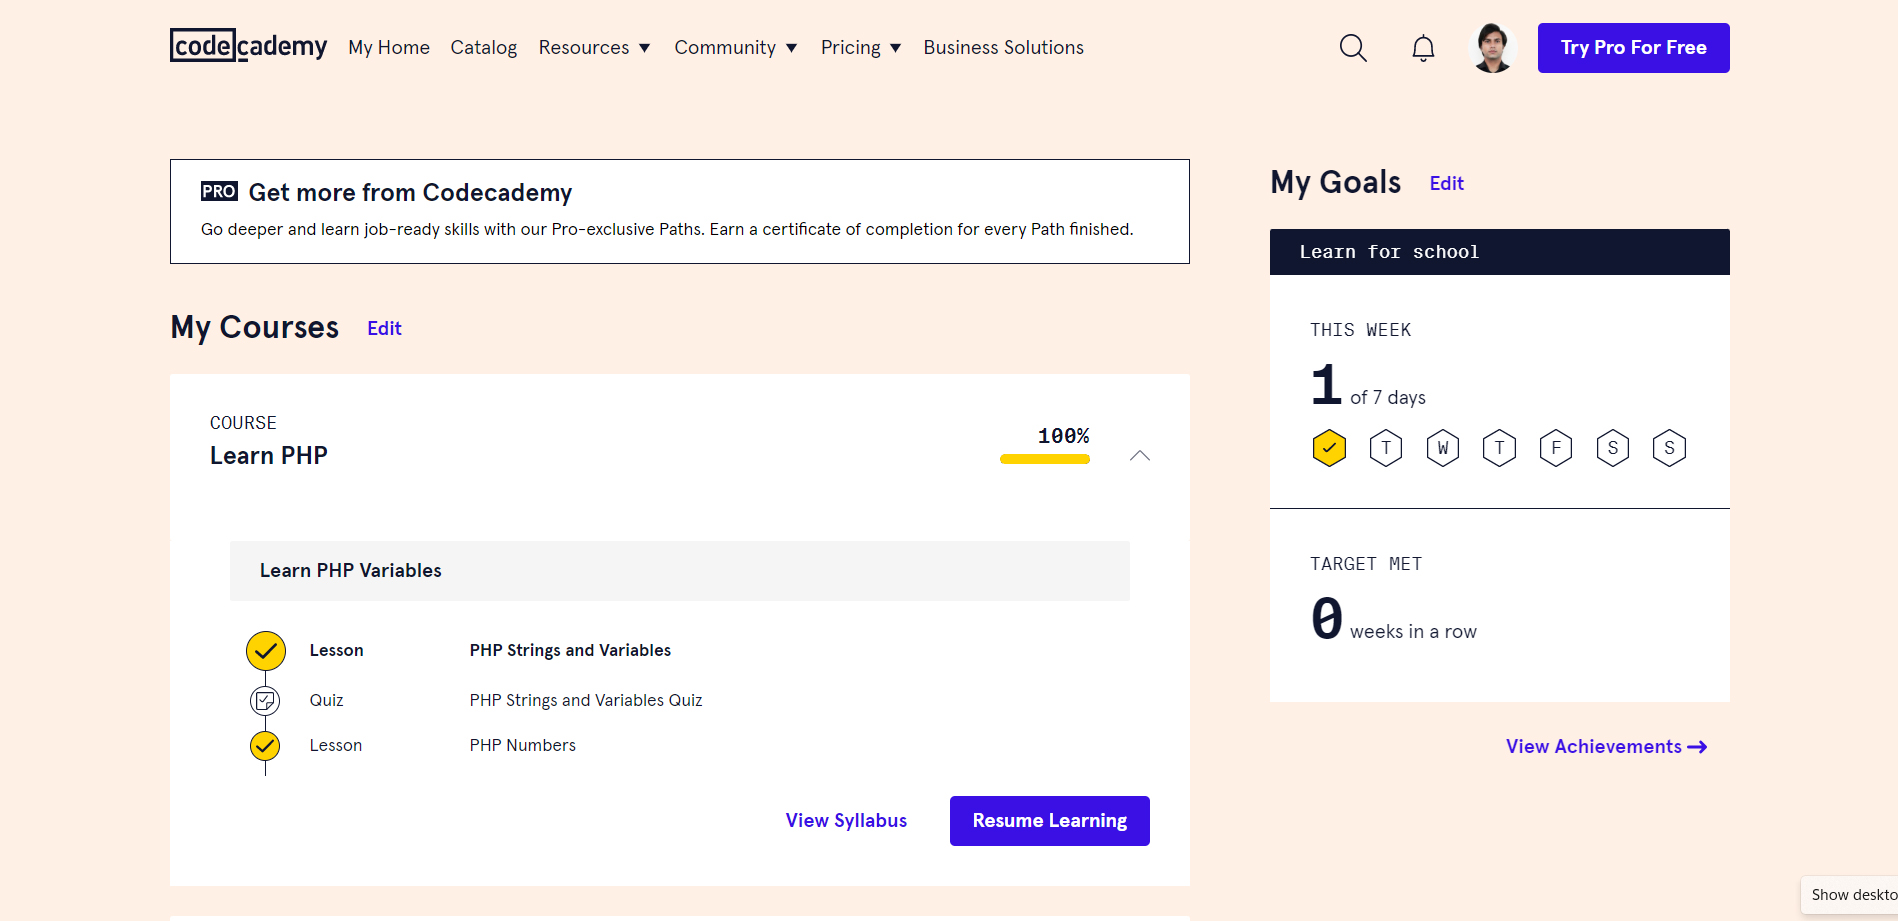 codecademy My Home Catalog Resources Community Pricing Business Solutions Try Pro For Free
PRO Get more from Codecademy
Go deeper and learn job-ready skills with our Pro-exclusive Paths. Earn a certificate of completion for every Path finished.
My Courses Edit
COURSE
Learn PHP
100%
Learn PHP Variables
Lesson PHP Strings and Variables
Quiz PHP Strings and Variables Quiz
Lesson PHP Numbers
View Syllabus Resume Learning
My Goals Edit
Learn for school
THIS WEEK
1 of 7 days
T W T F S S
TARGET MET
0 weeks in a row
View Achievements
Show deskto